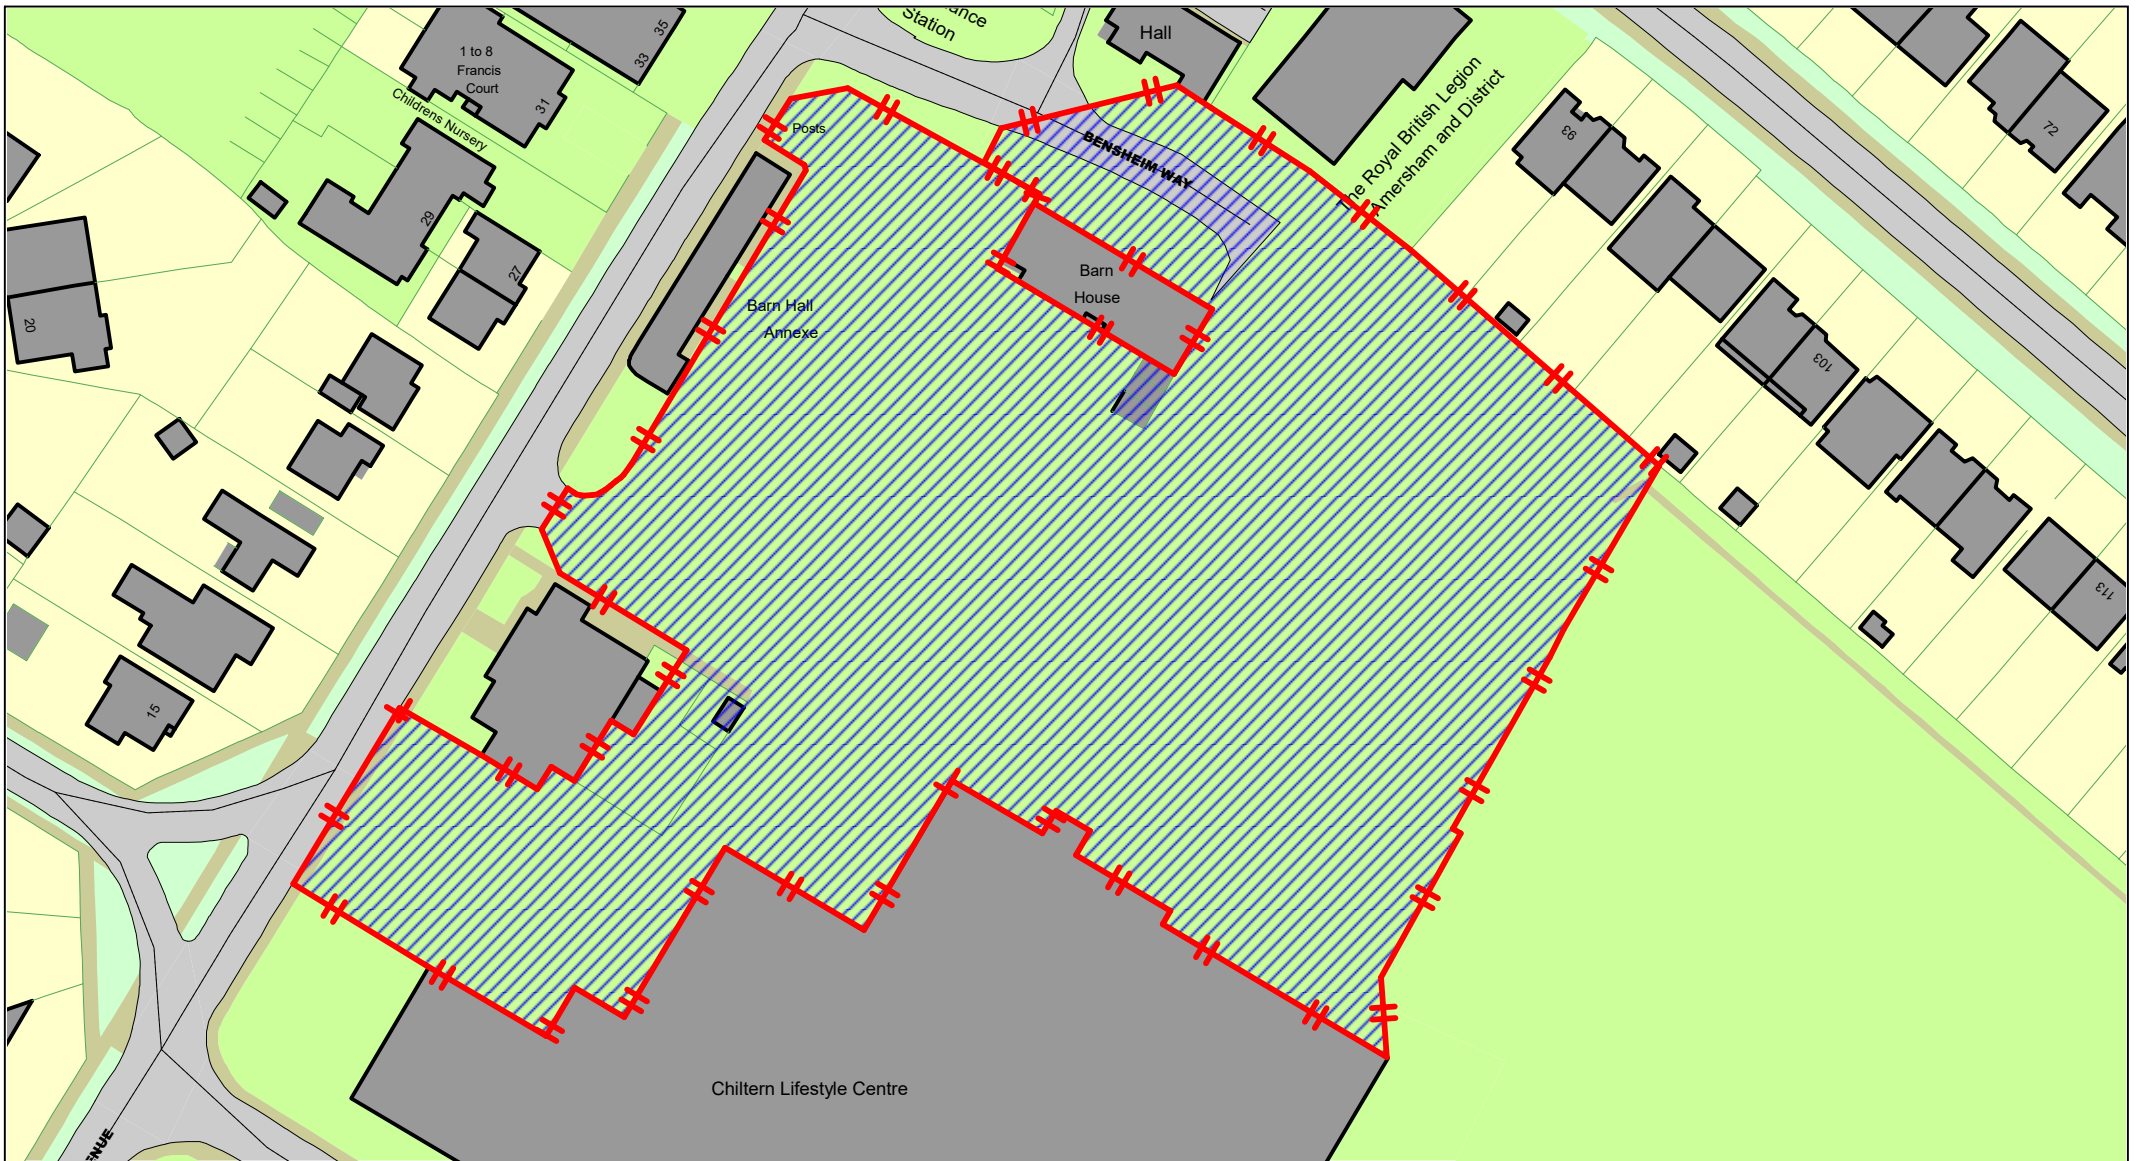 Station
Hall
35
33
1 to 8
Francis
Court
31
Childrens Nursery
29
27
20
15
Posts
BENSHEIM WAY
The Royal British Legion
Amersham and District
Barn
House
Barn Hall
Annexe
93
72
103
113
Chiltern Lifestyle Centre